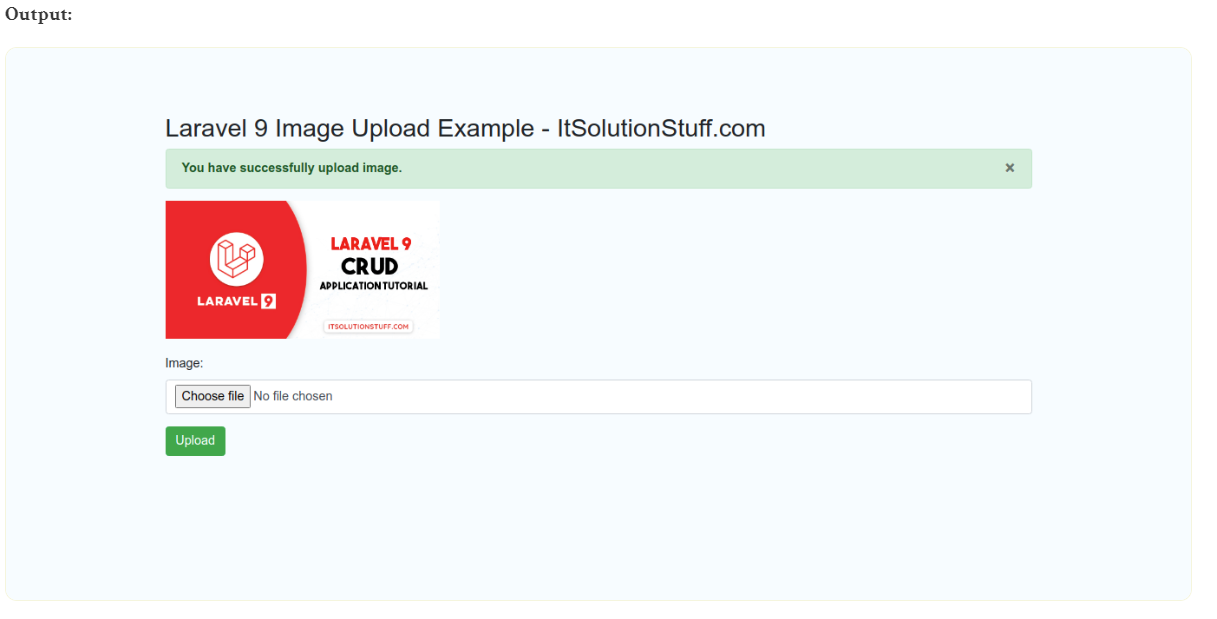 Output:
Laravel 9 Image Upload Example - ItSolutionStuff.com
You have successfully upload image. ×
LARAVEL 9
CRUD
APPLICATION TUTORIAL
LARAVEL 9
ITSOLUTIONSTUFF.COM
Image:
Choose file No file chosen
Upload